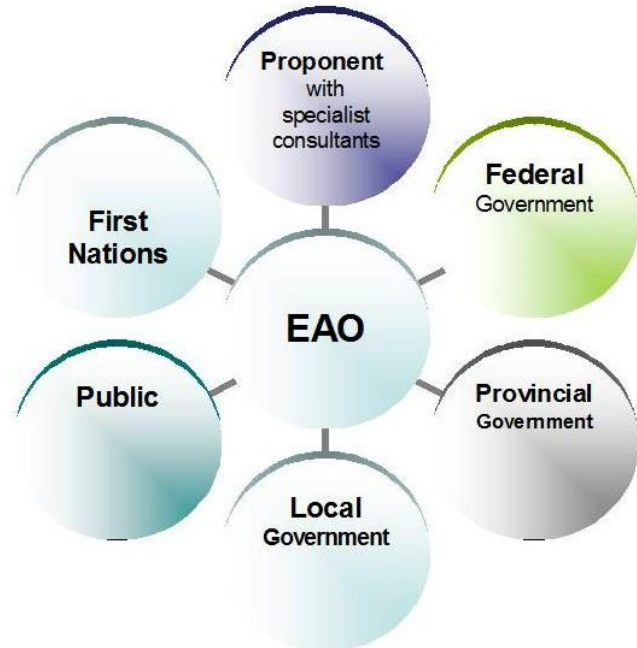 Proponent
with
specialist
consultants
Federal
Government
First
Nations
EAO
Public
Provincial
Government
Local
Government